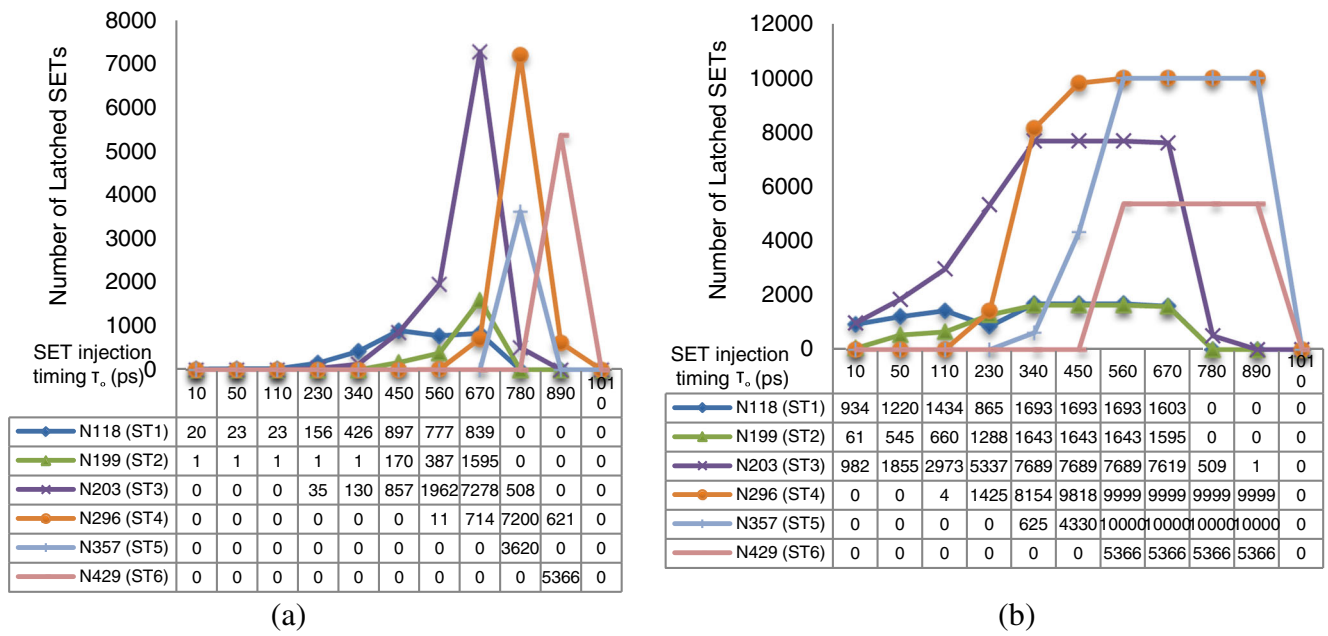 8000
7000
6000
5000
4000
3000
2000
1000
0
Number of Latched SETs
SET injection
timing τₒ (ps)
10 50 110 230 340 450 560 670 780 890 1010
N118 (ST1) 20 23 23 156 426 897 777 839 0 0 0
N199 (ST2) 1 1 1 1 1 170 387 1595 0 0 0
N203 (ST3) 0 0 0 35 130 857 1962 7278 508 0 0
N296 (ST4) 0 0 0 0 0 0 11 714 7200 621 0
N357 (ST5) 0 0 0 0 0 0 0 0 3620 0 0
N429 (ST6) 0 0 0 0 0 0 0 0 0 5366 0
(a)
12000
10000
8000
6000
4000
2000
0
Number of Latched SETs
SET injection
timing τₒ (ps)
10 50 110 230 340 450 560 670 780 890 1010
N118 (ST1) 934 1220 1434 865 1693 1693 1693 1603 0 0 0
N199 (ST2) 61 545 660 1288 1643 1643 1643 1595 0 0 0
N203 (ST3) 982 1855 2973 5337 7689 7689 7689 7619 509 1 0
N296 (ST4) 0 0 4 1425 8154 9818 9999 9999 9999 9999 0
N357 (ST5) 0 0 0 0 625 4330 10000 10000 10000 10000 0
N429 (ST6) 0 0 0 0 0 0 5366 5366 5366 5366 0
(b)